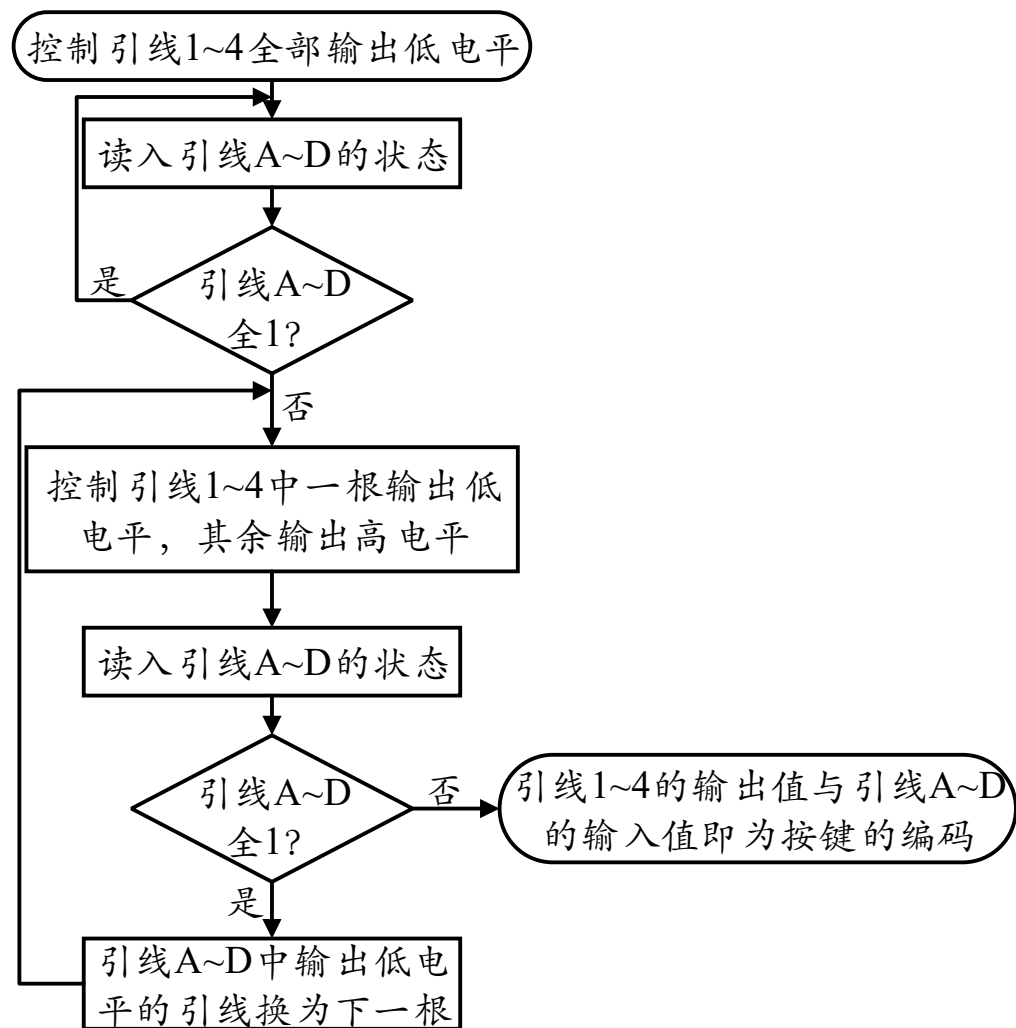 控制引线1~4全部输出低电平
读入引线A~D的状态
是
引线A~D
全1?
否
控制引线1~4中一根输出低
电平，其余输出高电平
读入引线A~D的状态
引线A~D
全1?
否
引线1~4的输出值与引线A~D
的输入值即为按键的编码
是
引线A~D中输出低电
平的引线换为下一根